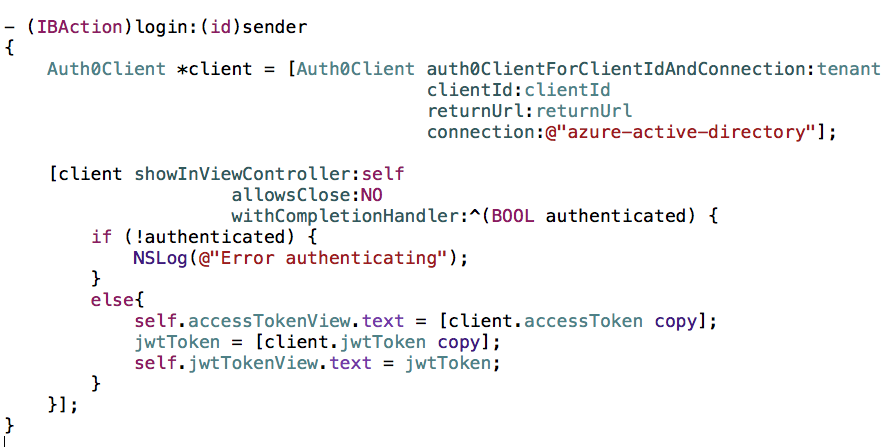 - (IBAction)login:(id)sender
{
    Auth0Client *client = [Auth0Client auth0ClientForClientIdAndConnection:tenant
                                       clientId:clientId
                                       returnUrl:returnUrl
                                       connection:@"azure-active-directory"];

    [client showInViewController:self
                     allowsClose:NO
                     withCompletionHandler:^(BOOL authenticated) {
        if (!authenticated) {
            NSLog(@"Error authenticating");
        }
        else{
            self.accessTokenView.text = [client.accessToken copy];
            jwtToken = [client.jwtToken copy];
            self.jwtTokenView.text = jwtToken;
        }
    }];
}